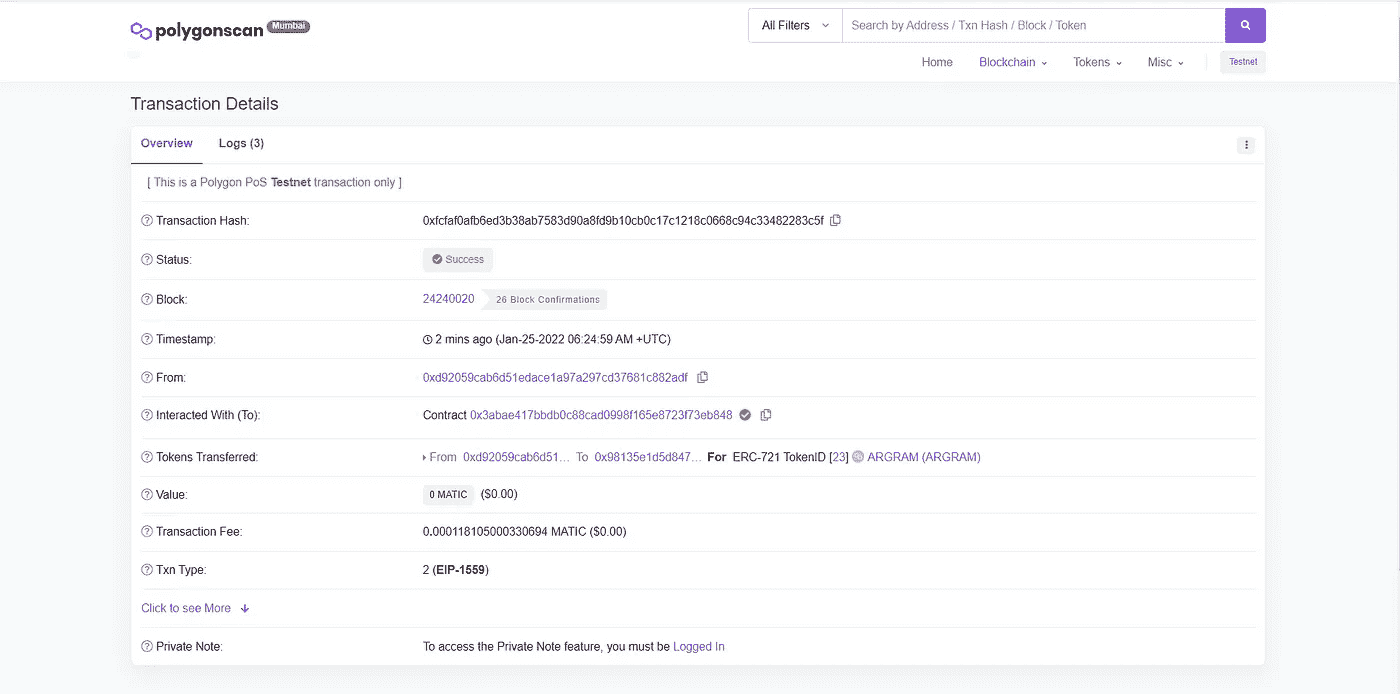 polygonscan Mumbai
All Filters Search by Address / Txn Hash / Block / Token
Home Blockchain Tokens Misc Testnet
Transaction Details
Overview Logs (3)
[ This is a Polygon PoS Testnet transaction only ]
Transaction Hash: 0xfcfaf0afb6ed3b38ab7583d90a8fd9b10cb0c17c1218c0668c94c33482283c5f
Status: Success
Block: 24240020 26 Block Confirmations
Timestamp: 2 mins ago (Jan-25-2022 06:24:59 AM +UTC)
From: 0xd92059cab6d51edace1a97a297cd37681c882adf
Interacted With (To): Contract 0x3abae417bbdb0c88cad0998f165e8723f73eb848
Tokens Transferred: From 0xd92059cab6d51... To 0x98135e1d5d847... For ERC-721 TokenID [23] ARGRAM (ARGRAM)
Value: 0 MATIC ($0.00)
Transaction Fee: 0.000118105000330694 MATIC ($0.00)
Txn Type: 2 (EIP-1559)
Click to see More
Private Note: To access the Private Note feature, you must be Logged In